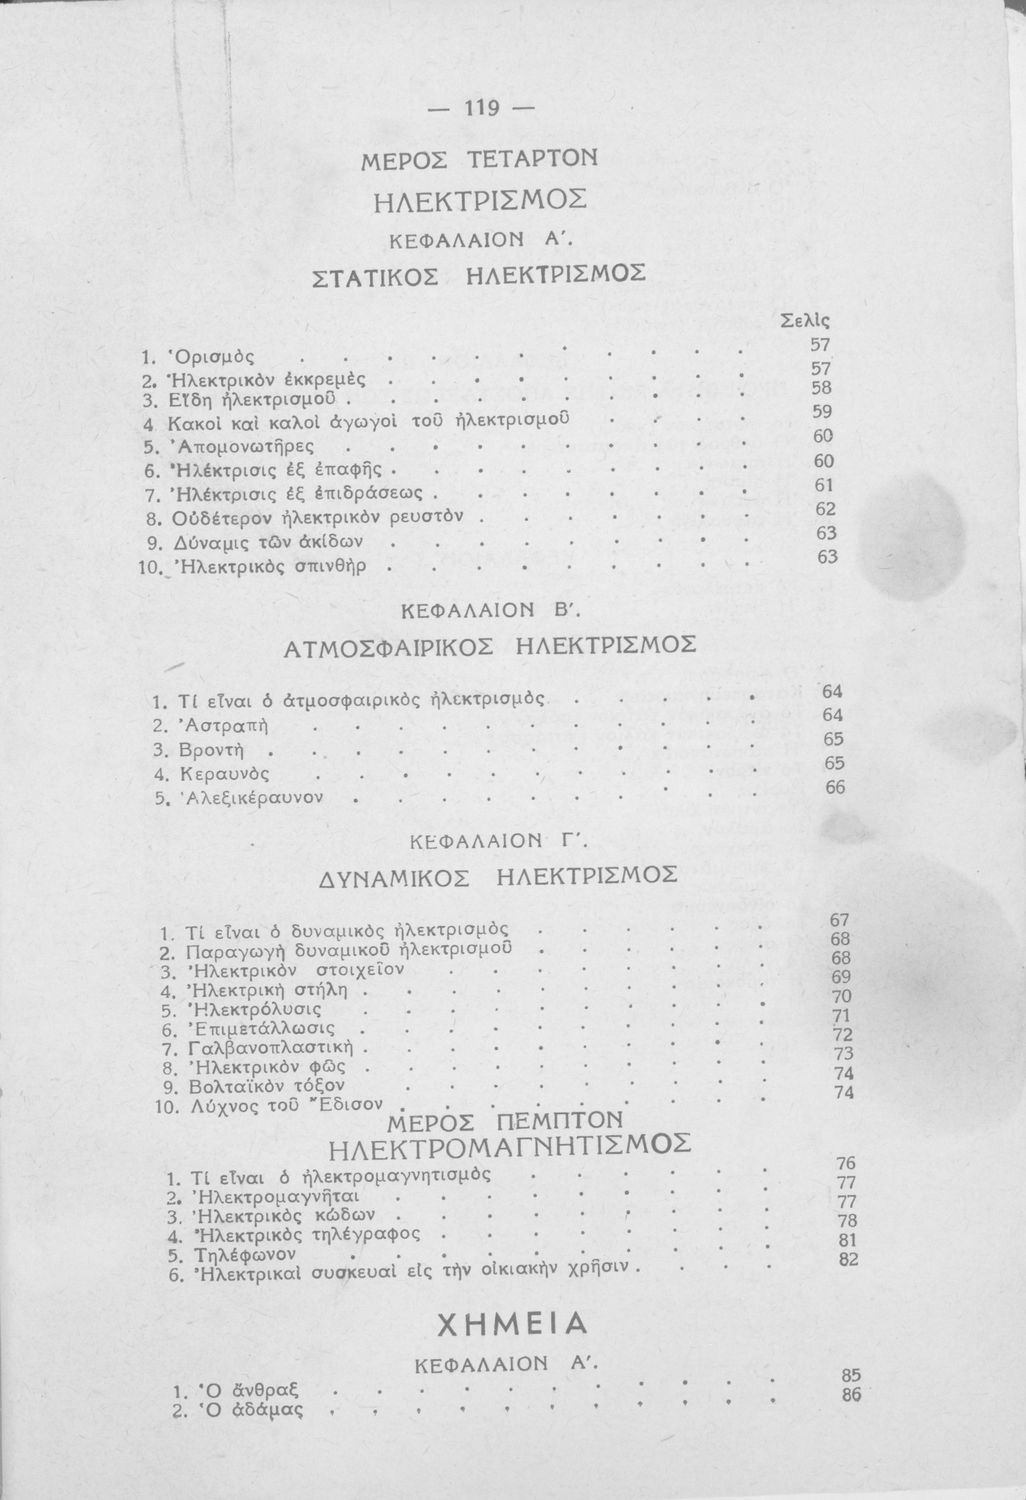 — 119 —
ΜΕΡΟΣ ΤΕΤΑΡΤΟΝ
ΗΛΕΚΤΡΙΣΜΟΣ
ΚΕΦΑΛΑΙΟΝ Α΄.
ΣΤΑΤΙΚΟΣ ΗΛΕΚΤΡΙΣΜΟΣ
Σελὶς
1. Ὁρισμὸς . . . . . . . . . . . 57
2. Ἠλεκτρικὸν ἐκκρεμὲς . . . . . . . . . 57
3. Εἴδη ἠλεκτρισμοῦ . . . . . . . . . . 58
4 Κακοὶ καὶ καλοὶ ἀγωγοὶ τοῦ ἠλεκτρισμοῦ . . . . 59
5. Ἀπομονωτῆρες . . . . . . . . . . 60
6. Ἠλέκτρισις ἐξ ἐπαφῆς . . . . . . . . . 60
7. Ἠλέκτρισις ἐξ ἐπιδράσεως . . . . . . . . 61
8. Οὐδέτερον ἠλεκτρικὸν ρευστὸν . . . . . . . 62
9. Δύναμις τῶν ἀκίδων . . . . . . . . . 63
10. Ἠλεκτρικὸς σπινθὴρ . . . . . . . . . 63
ΚΕΦΑΛΑΙΟΝ Β΄.
ΑΤΜΟΣΦΑΙΡΙΚΟΣ ΗΛΕΚΤΡΙΣΜΟΣ
1. Τί εἶναι ὁ ἀτμοσφαιρικὸς ἠλεκτρισμὸς . . . . . 64
2. Ἀστραπὴ . . . . . . . . . . . 64
3. Βροντὴ . . . . . . . . . . . . 65
4. Κεραυνὸς . . . . . . . . . . . 65
5. Ἀλεξικέραυνον . . . . . . . . . . 66
ΚΕΦΑΛΑΙΟΝ Γ΄.
ΔΥΝΑΜΙΚΟΣ ΗΛΕΚΤΡΙΣΜΟΣ
1. Τί εἶναι ὁ δυναμικὸς ἠλεκτρισμὸς . . . . . . 67
2. Παραγωγὴ δυναμικοῦ ἠλεκτρισμοῦ . . . . . . 68
3. Ἠλεκτρικὸν στοιχεῖον . . . . . . . . 68
4. Ἠλεκτρικὴ στήλη . . . . . . . . . . 69
5. Ἠλεκτρόλυσις . . . . . . . . . . 70
6. Ἐπιμετάλλωσις . . . . . . . . . . 71
7. Γαλβανοπλαστικὴ . . . . . . . . . . 72
8. Ἠλεκτρικὸν φῶς . . . . . . . . . . 73
9. Βολταϊκὸν τόξον . . . . . . . . . 74
10. Λύχνος τοῦ Ἔδισον . . . . . . . . . 74
ΜΕΡΟΣ ΠΕΜΠΤΟΝ
ΗΛΕΚΤΡΟΜΑΓΝΗΤΙΣΜΟΣ
1. Τί εἶναι ὁ ἠλεκτρομαγνητισμὸς . . . . . . 76
2. Ἠλεκτρομαγνῆται . . . . . . . . . 77
3. Ἠλεκτρικὸς κώδων . . . . . . . . . 77
4. Ἠλεκτρικὸς τηλέγραφος . . . . . . . . 78
5. Τηλέφωνον . . . . . . . . . . 81
6. Ἠλεκτρικαὶ συσκευαὶ εἰς τὴν οἰκιακὴν χρῆσιν . . . . 82
ΧΗΜΕΙΑ
ΚΕΦΑΛΑΙΟΝ Α΄.
1. Ὁ ἄνθραξ . . . . . . . . . . . 85
2. Ὁ ἀδάμας . . . . . . . . . . . 86